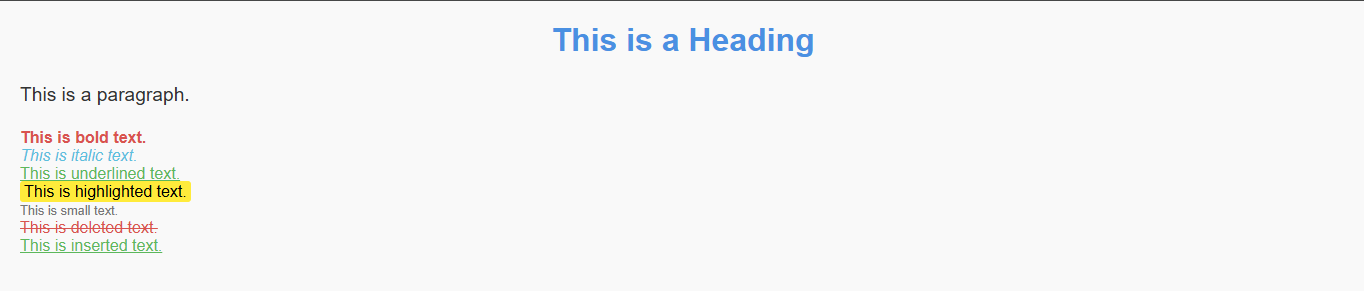 This is a Heading
This is a paragraph.
This is bold text.
This is italic text.
This is underlined text.
This is highlighted text.
This is small text.
This is deleted text.
This is inserted text.